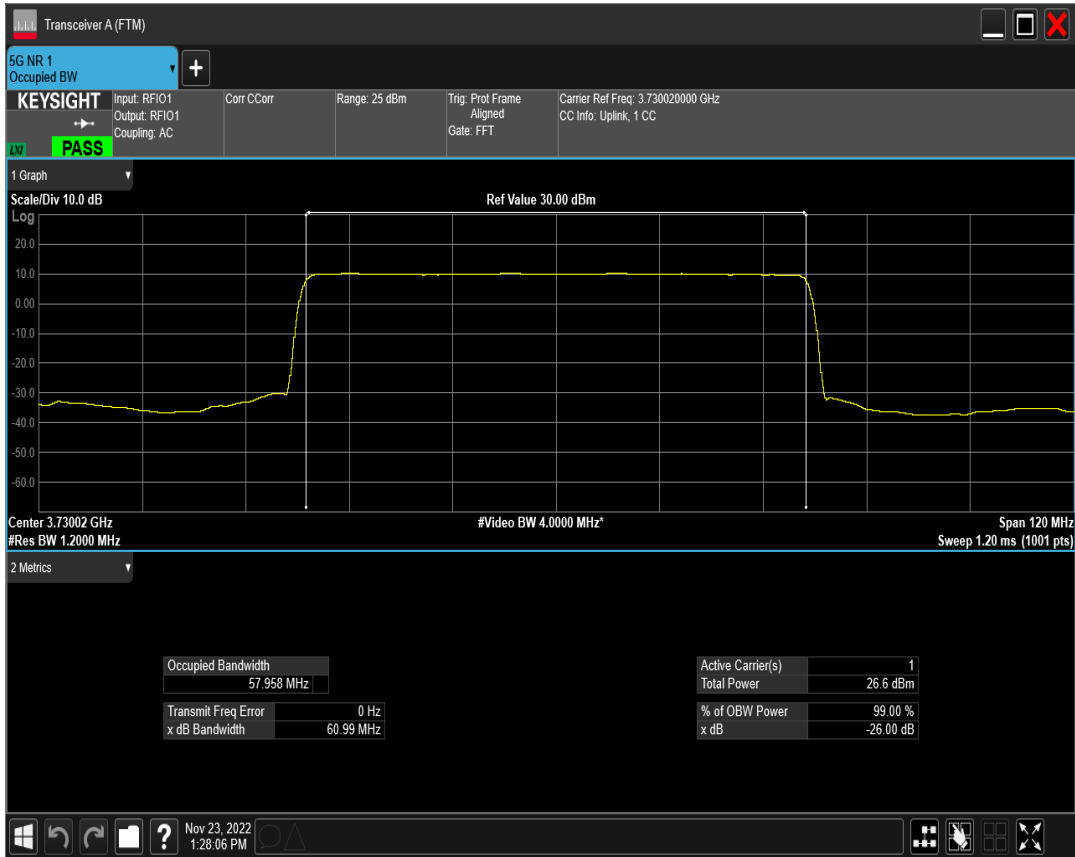 Transceiver A (FTM)
5G NR 1
Occupied BW
+
KEYSIGHT
LXI
PASS
Input: RFIO1
Output: RFIO1
Coupling: AC
Corr CCorr
Range: 25 dBm
Trig: Prot Frame
Aligned
Gate: FFT
Carrier Ref Freq: 3.730020000 GHz
CC Info: Uplink, 1 CC
1 Graph
Scale/Div 10.0 dB
Ref Value 30.00 dBm
Log
20.0
10.0
0.00
-10.0
-20.0
-30.0
-40.0
-50.0
-60.0
Center 3.73002 GHz
#Video BW 4.0000 MHz*
Span 120 MHz
#Res BW 1.2000 MHz
Sweep 1.20 ms (1001 pts)
2 Metrics
Occupied Bandwidth
57.958 MHz
Transmit Freq Error 0 Hz
x dB Bandwidth 60.99 MHz
Active Carrier(s) 1
Total Power 26.6 dBm
% of OBW Power 99.00 %
x dB -26.00 dB
?
Nov 23, 2022
1:28:06 PM